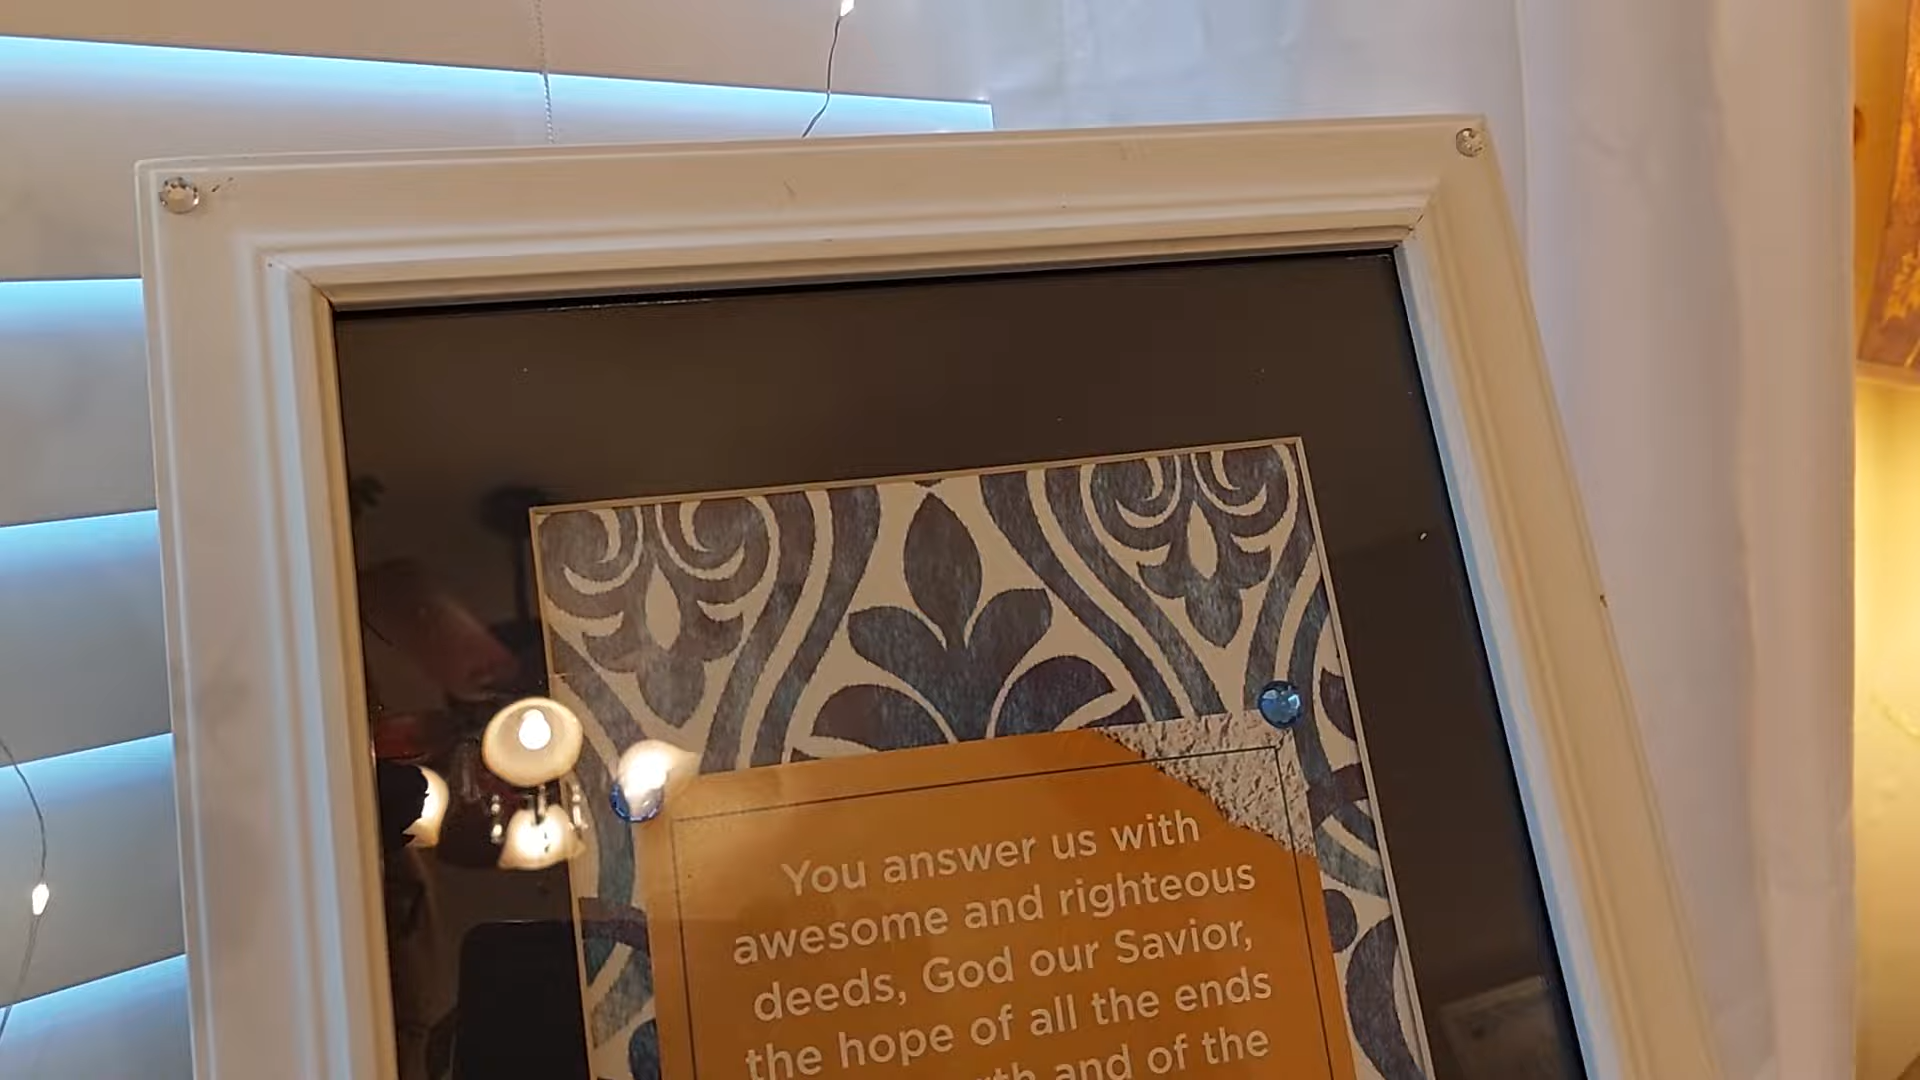 You answer us with
awesome and righteous
deeds, God our Savior,
the hope of all the ends
and of the